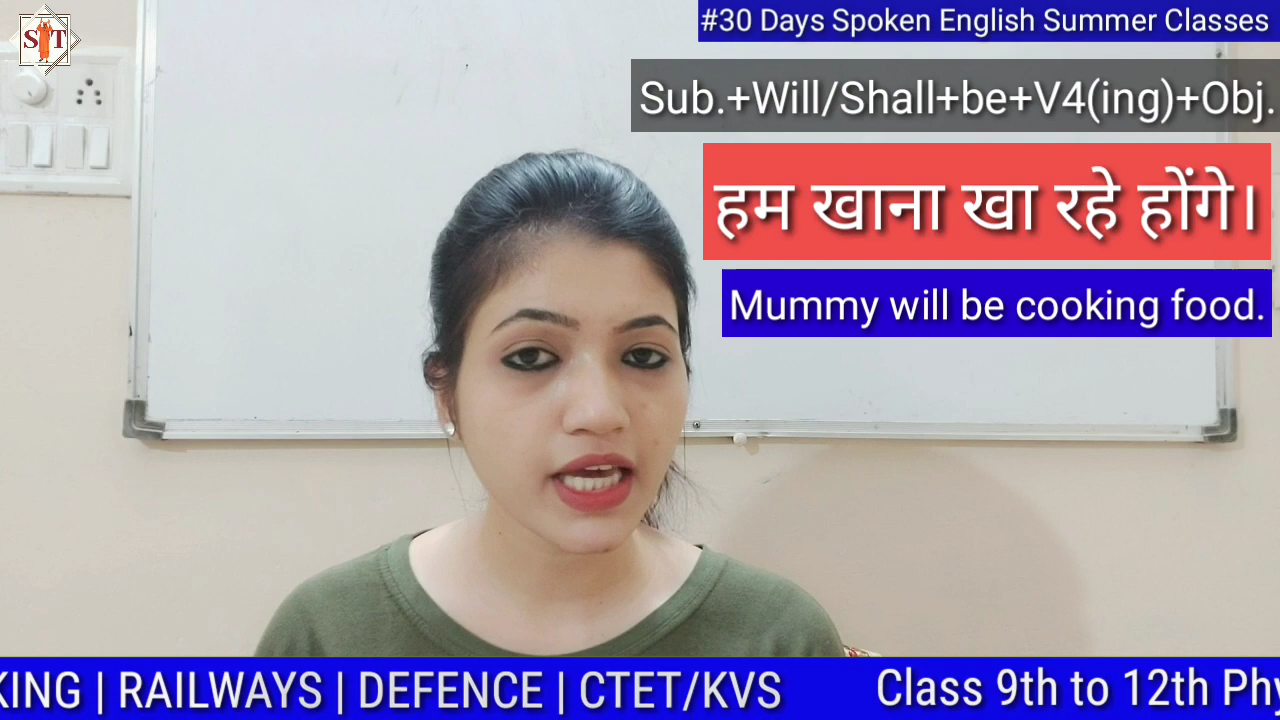 S T
#30 Days Spoken English Summer Classes
Sub.+Will/Shall+be+V4(ing)+Obj.
हम खाना खा रहे होंगे।
Mummy will be cooking food.
KING | RAILWAYS | DEFENCE | CTET/KVS Class 9th to 12th Phy